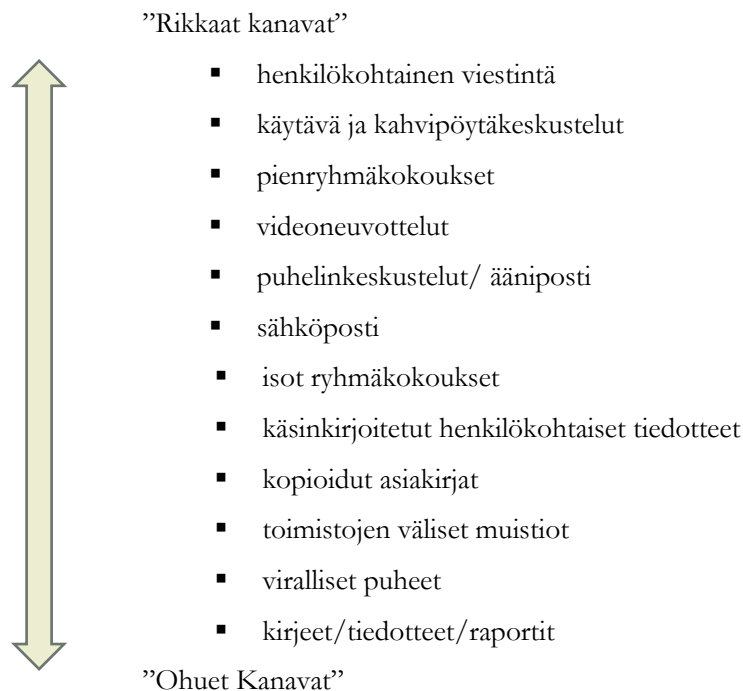 ”Rikkaat kanavat”
▪ henkilökohtainen viestintä
▪ käytävä ja kahvipöytäkeskustelut
▪ pienryhmäkokoukset
▪ videoneuvottelut
▪ puhelinkeskustelut/ ääniposti
▪ sähköposti
▪ isot ryhmäkokoukset
▪ käsinkirjoitetut henkilökohtaiset tiedotteet
▪ kopioidut asiakirjat
▪ toimistojen väliset muistiot
▪ viralliset puheet
▪ kirjeet/tiedotteet/raportit
”Ohuet Kanavat”